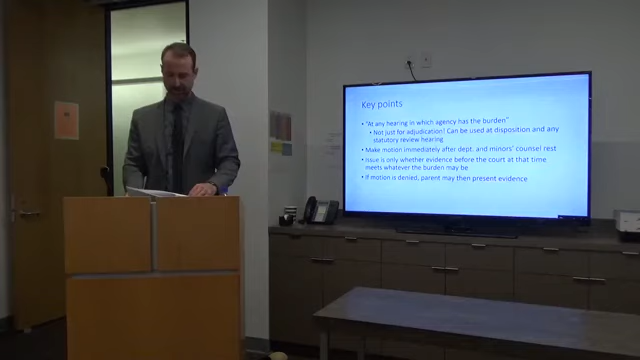 Key points
• "At any hearing in which agency has the burden"
• Not just for adjudication! Can be used at disposition and any
statutory review hearing
• Make motion immediately after dept. and minors' counsel rest
• Issue is only whether evidence before the court at that time
meets whatever the burden may be
• If motion is denied, parent may then present evidence